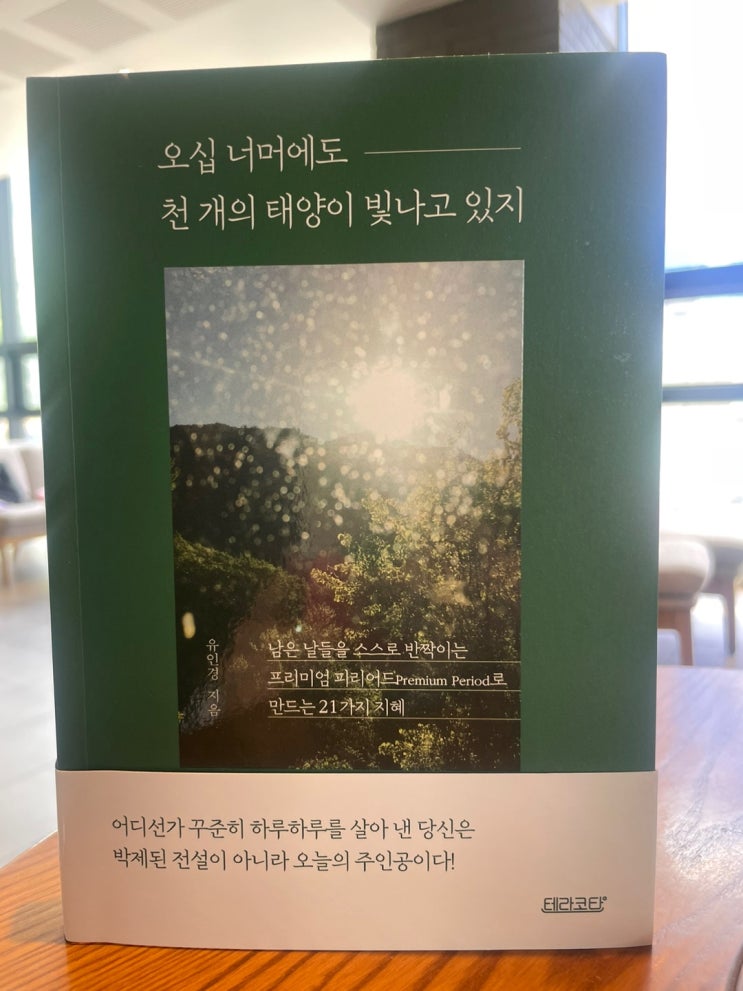 오십 너머에도
천 개의 태양이 빛나고 있지
유인경 지음
남은 날들을 스스로 반짝이는
프리미엄 피리어드Premium Period로
만드는 21가지 지혜
어디선가 꾸준히 하루하루를 살아 낸 당신은
박제된 전설이 아니라 오늘의 주인공이다!
테라코타